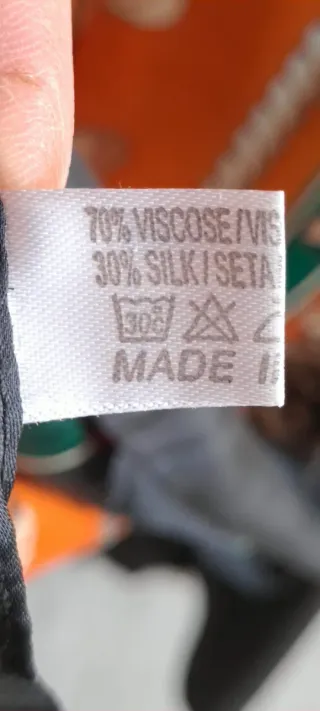 70% VISCOSE/VIS
30% SILK/SETA
30°
MADE I